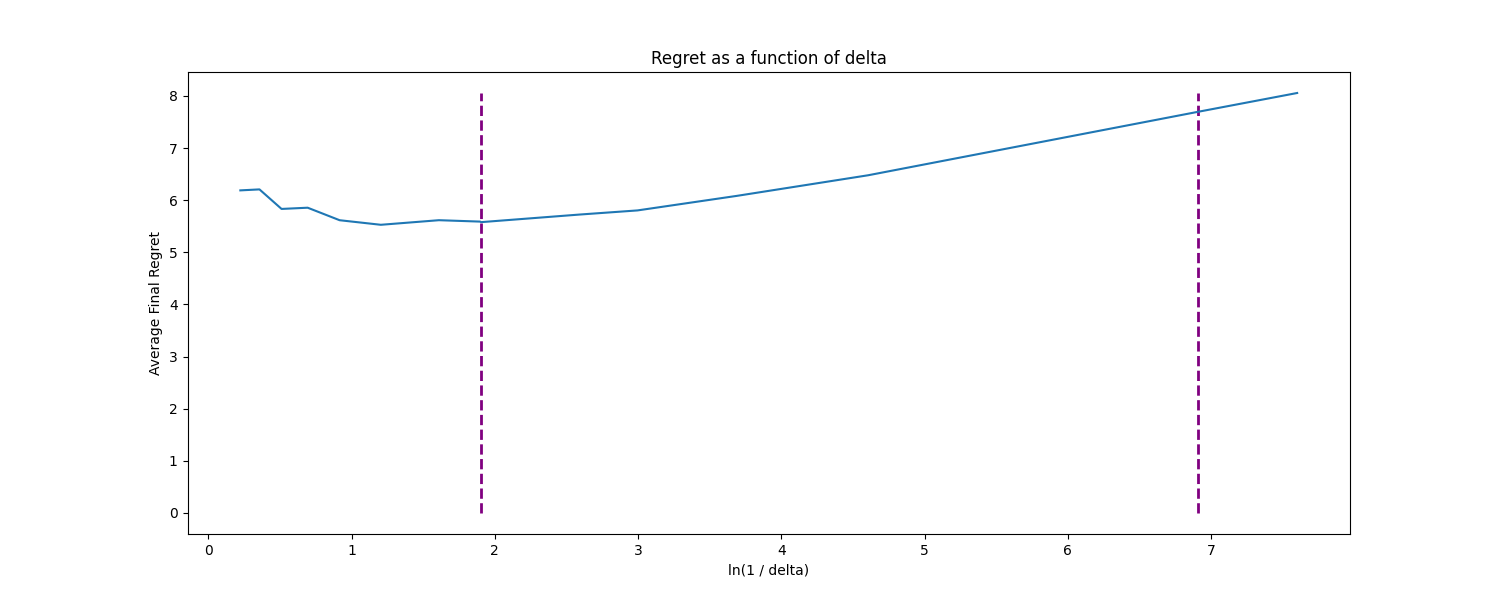 Regret as a function of delta
Average Final Regret
8
7
6
5
4
3
2
1
0
0 1 2 3 4 5 6 7
ln(1 / delta)